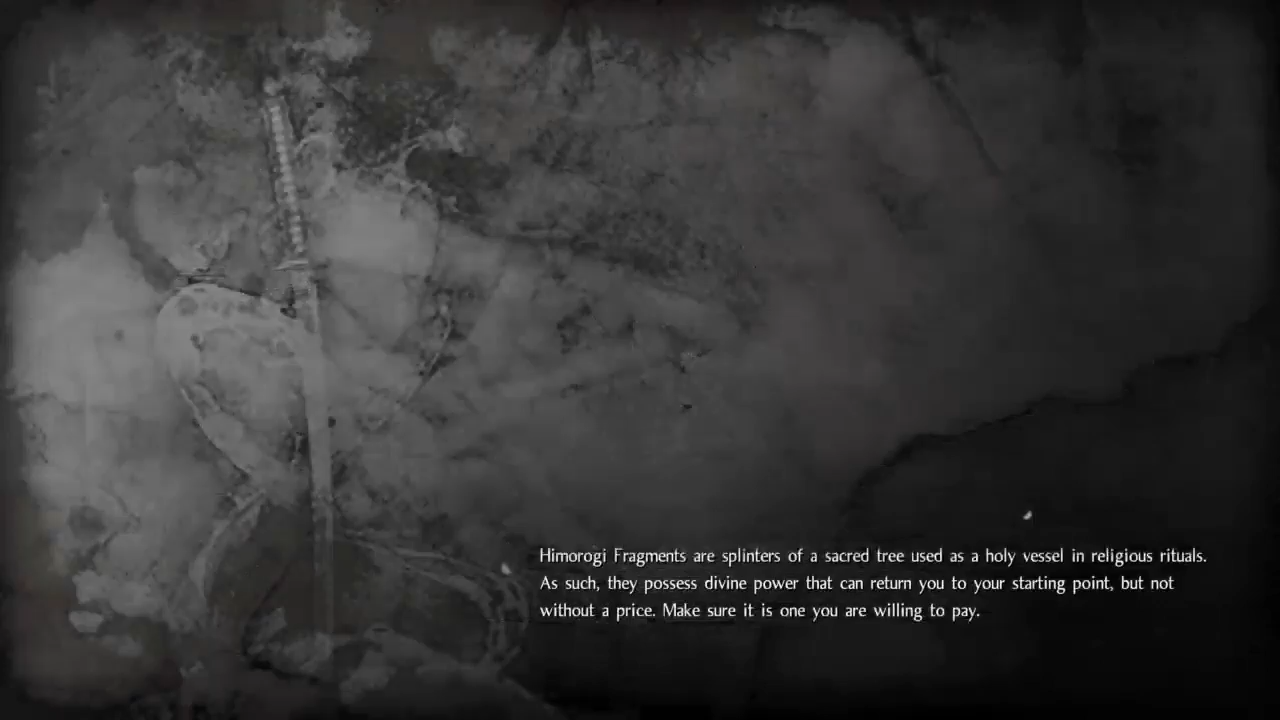 Himorogi Fragments are splinters of a sacred tree used as a holy vessel in religious rituals.
As such, they possess divine power that can return you to your starting point, but not
without a price. Make sure it is one you are willing to pay.